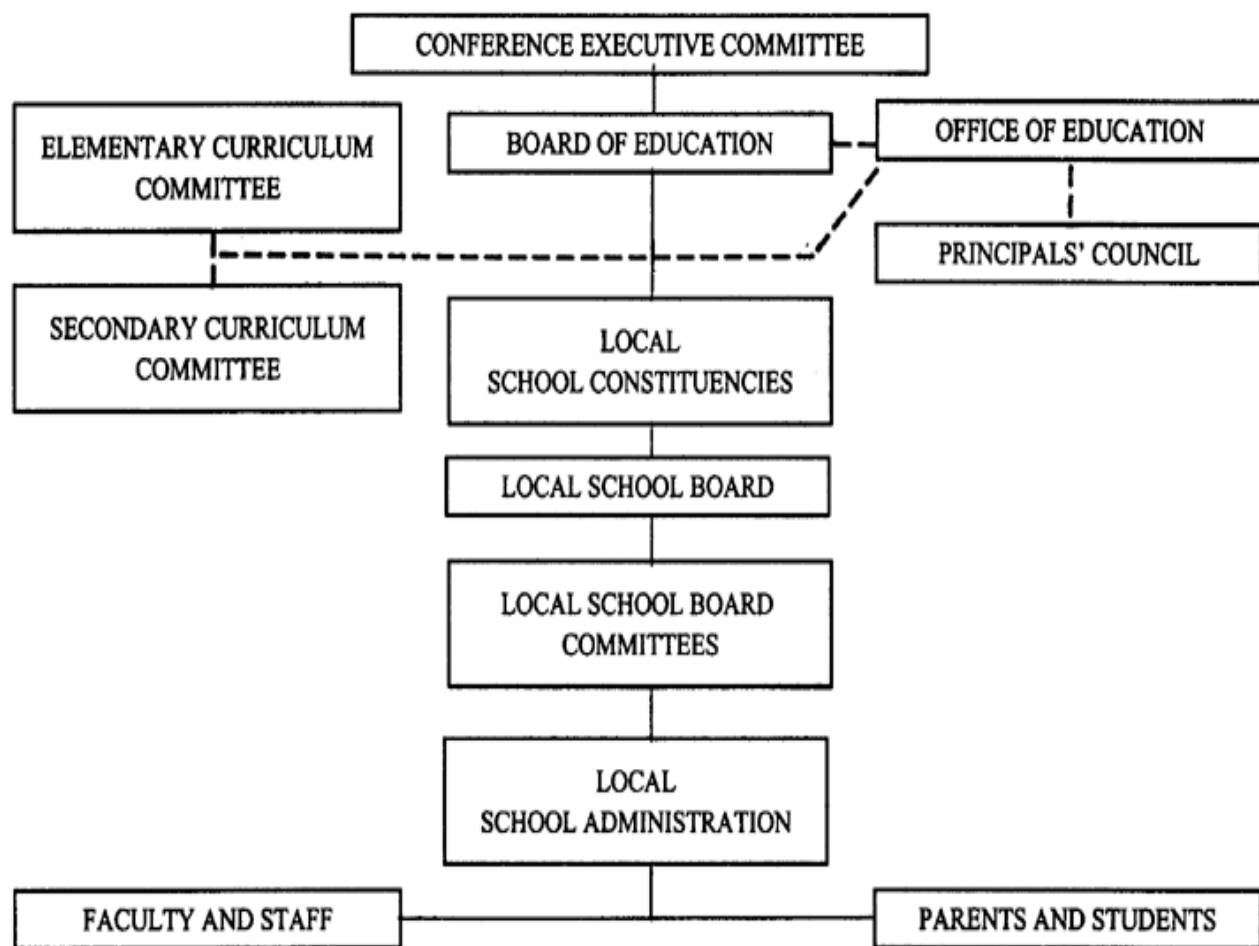 CONFERENCE EXECUTIVE COMMITTEE
ELEMENTARY CURRICULUM
COMMITTEE
BOARD OF EDUCATION
OFFICE OF EDUCATION
PRINCIPALS' COUNCIL
SECONDARY CURRICULUM
COMMITTEE
LOCAL
SCHOOL CONSTITUENCIES
LOCAL SCHOOL BOARD
LOCAL SCHOOL BOARD
COMMITTEES
LOCAL
SCHOOL ADMINISTRATION
FACULTY AND STAFF
PARENTS AND STUDENTS